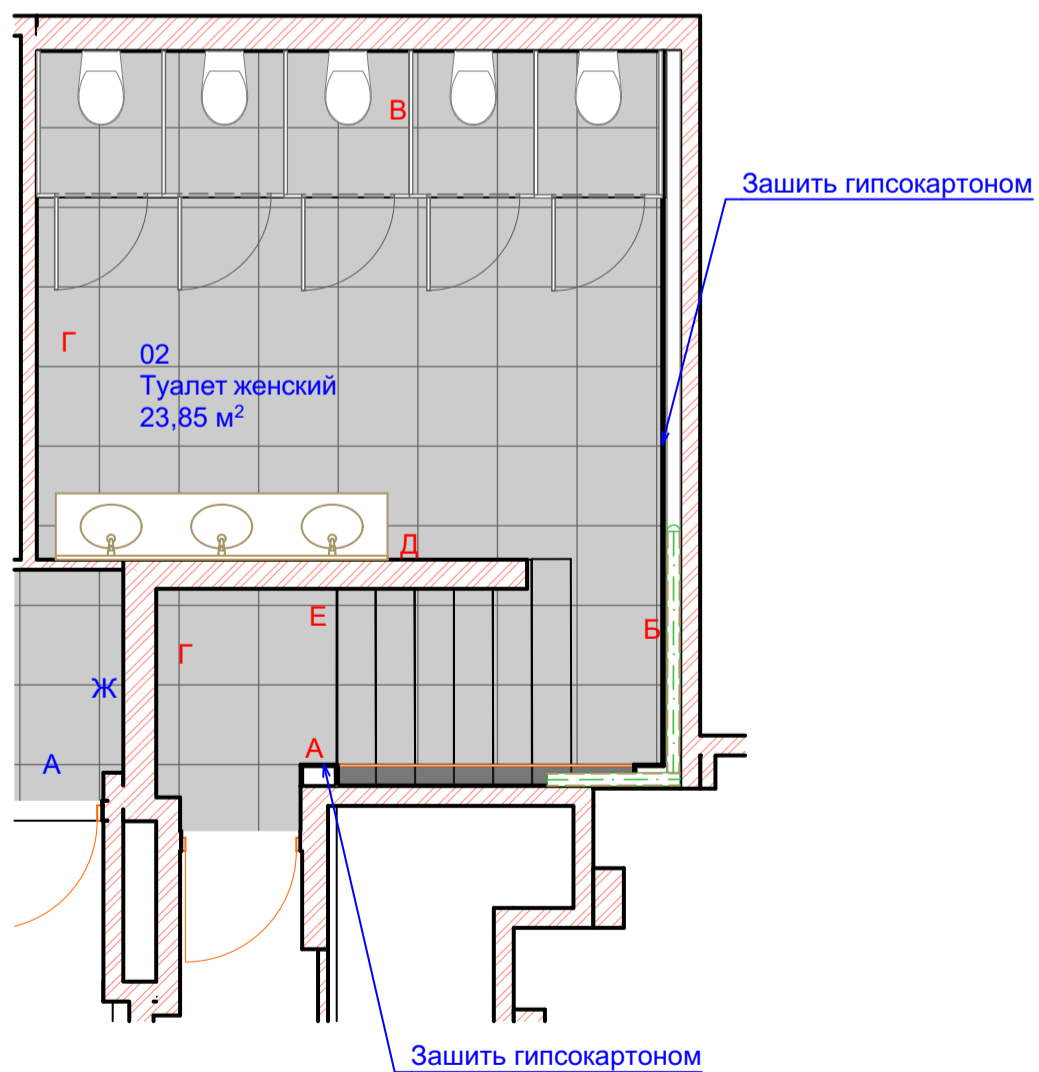 В
Зашить гипсокартоном
Г
02
Туалет женский
23,85 м²
Д
Е
Б
Г
Ж
А
А
Зашить гипсокартоном